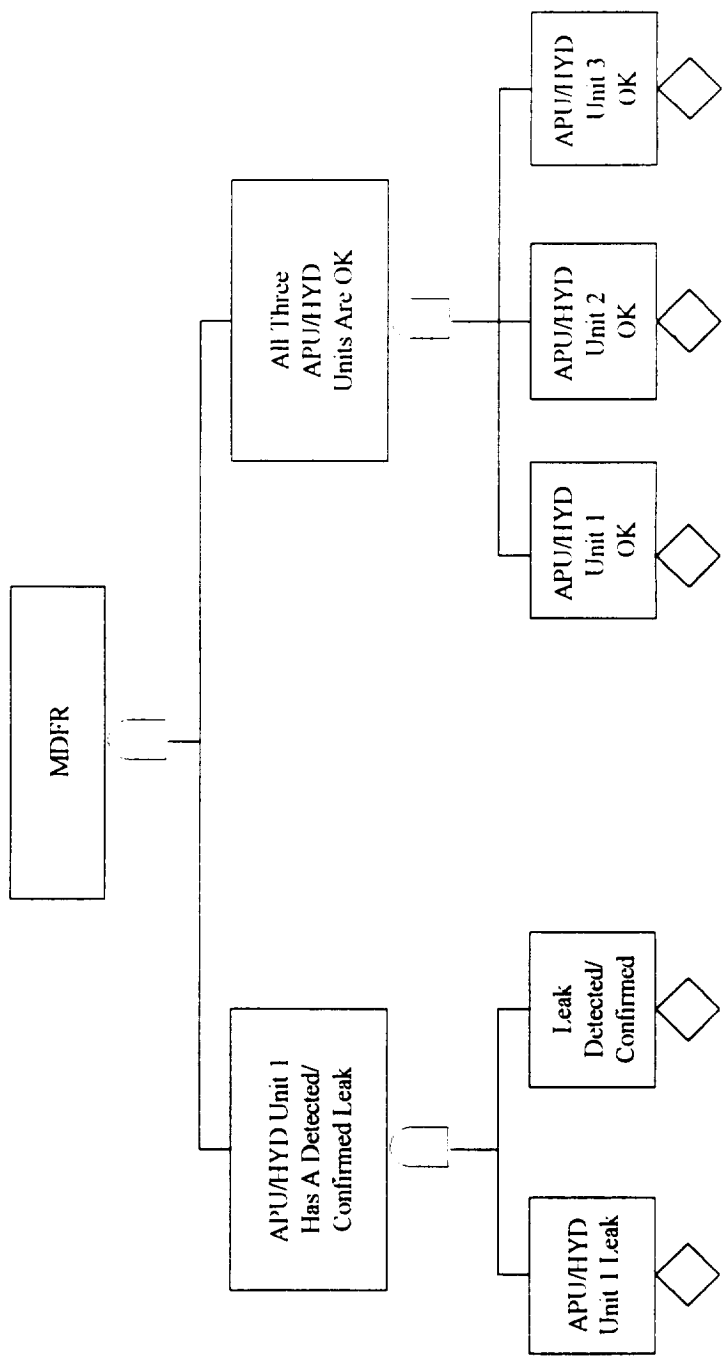 MDFR
APU/HYD Unit 1
Has A Detected/
Confirmed Leak
All Three
APU/HYD
Units Are OK
APU/HYD
Unit 1 Leak
Leak
Detected/
Confirmed
APU/HYD
Unit 1
OK
APU/HYD
Unit 2
OK
APU/HYD
Unit 3
OK